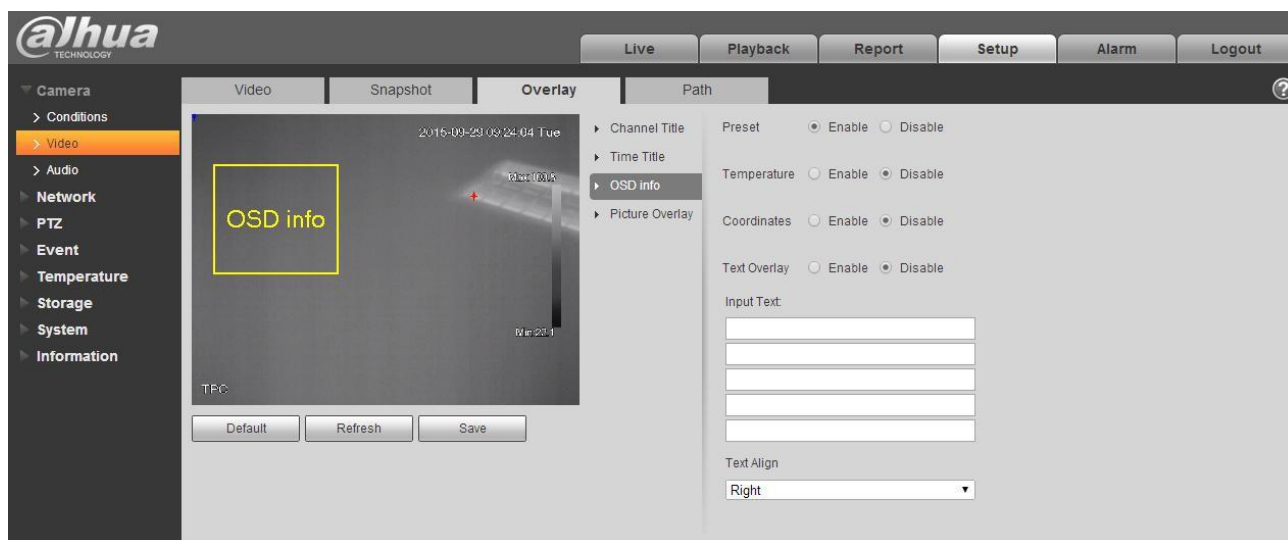 alhua
TECHNOLOGY
Live
Playback
Report
Setup
Alarm
Logout
Camera
Conditions
Video
Audio
Network
PTZ
Event
Temperature
Storage
System
Information
Video
Snapshot
Overlay
Path
?
2015-09-29 09:24:04 Tue
OSD info
TPC
Default
Refresh
Save
Channel Title
Time Title
OSD info
Picture Overlay
Preset Enable Disable
Temperature Enable Disable
Coordinates Enable Disable
Text Overlay Enable Disable
Input Text:
Text Align
Right